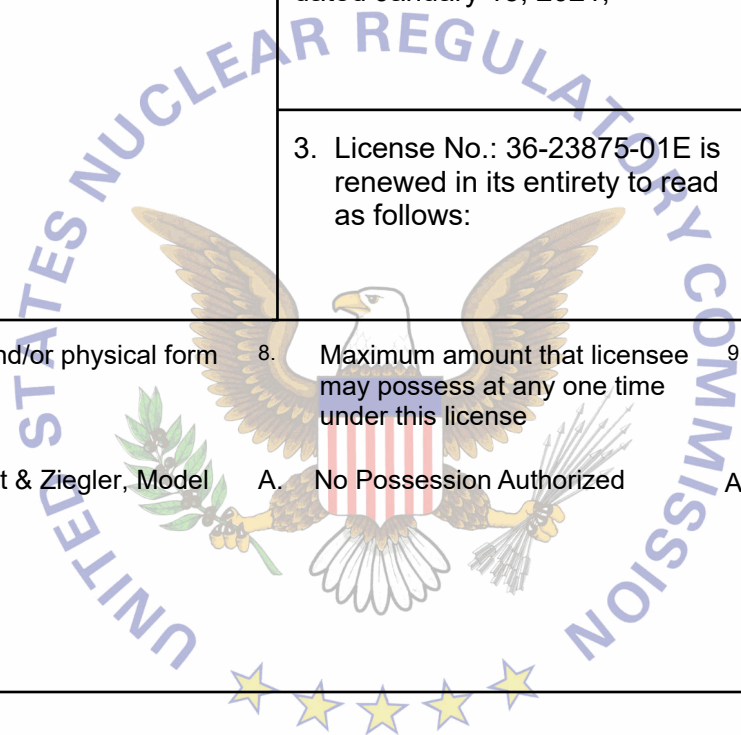 3. License No.: 36-23875-01E is
renewed in its entirety to read
as follows:
nd/or physical form
8. Maximum amount that licensee
may possess at any one time
under this license
9
t & Ziegler, Model
A. No Possession Authorized
A
UNITED STATES NUCLEAR REGULATORY COMMISSION